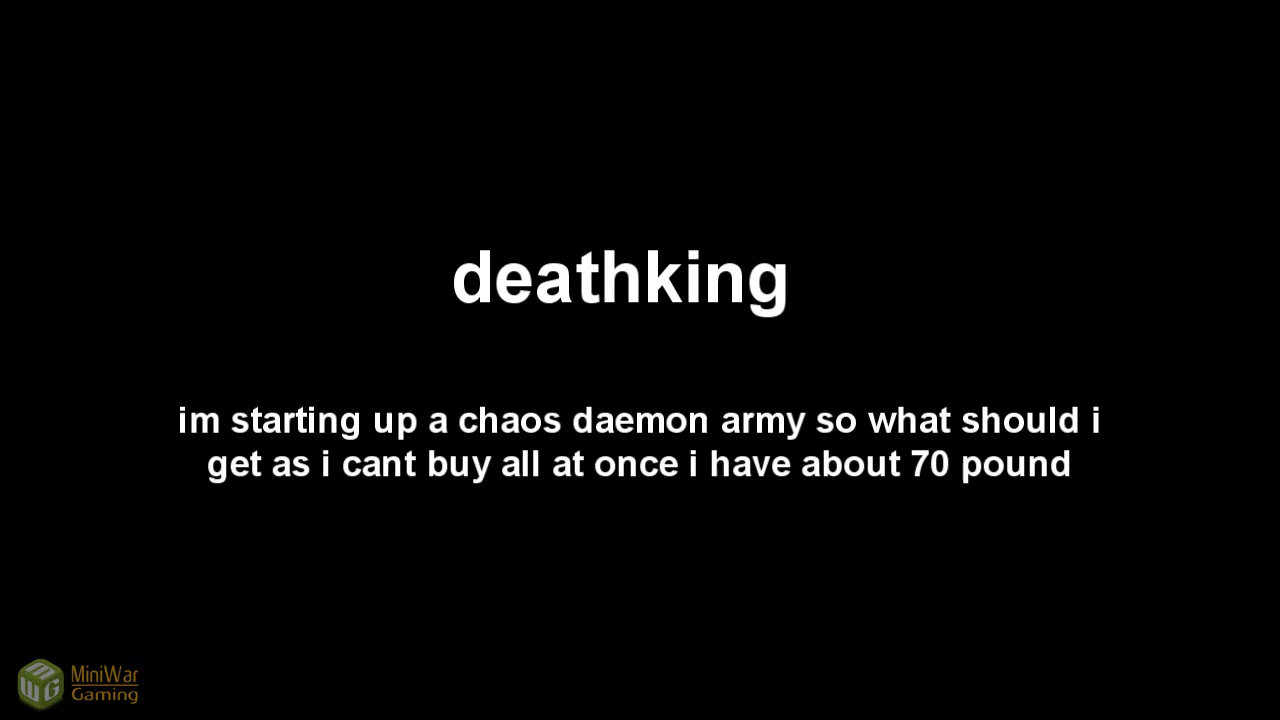 deathking
im starting up a chaos daemon army so what should i
get as i cant buy all at once i have about 70 pound
MWG
MiniWar
Gaming